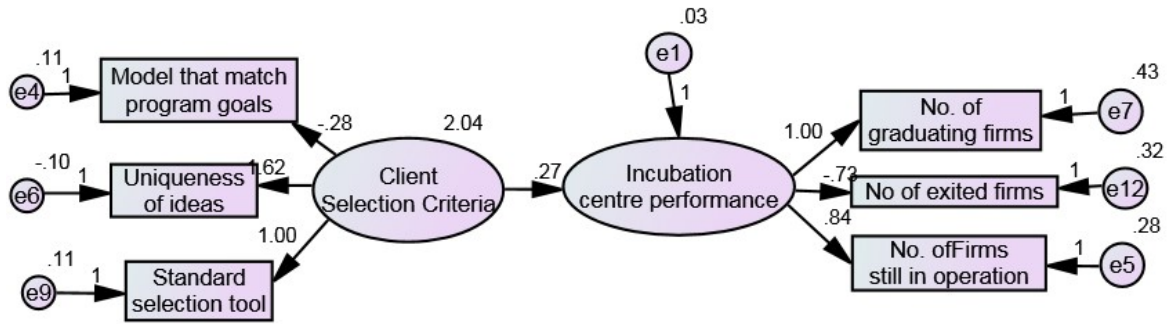 .03
.11
e1
.43
e4
1
Model that match
program goals
1
No. of
graduating firms
1
e7
-.28
2.04
1.00
.32
-.10
e6
1
Uniqueness
of ideas
1.62
Client
Selection Criteria
.27
Incubation
centre performance
-.73
No of exited firms
1
e12
1.00
.84
.28
.11
e9
1
Standard
selection tool
No. ofFirms
still in operation
1
e5